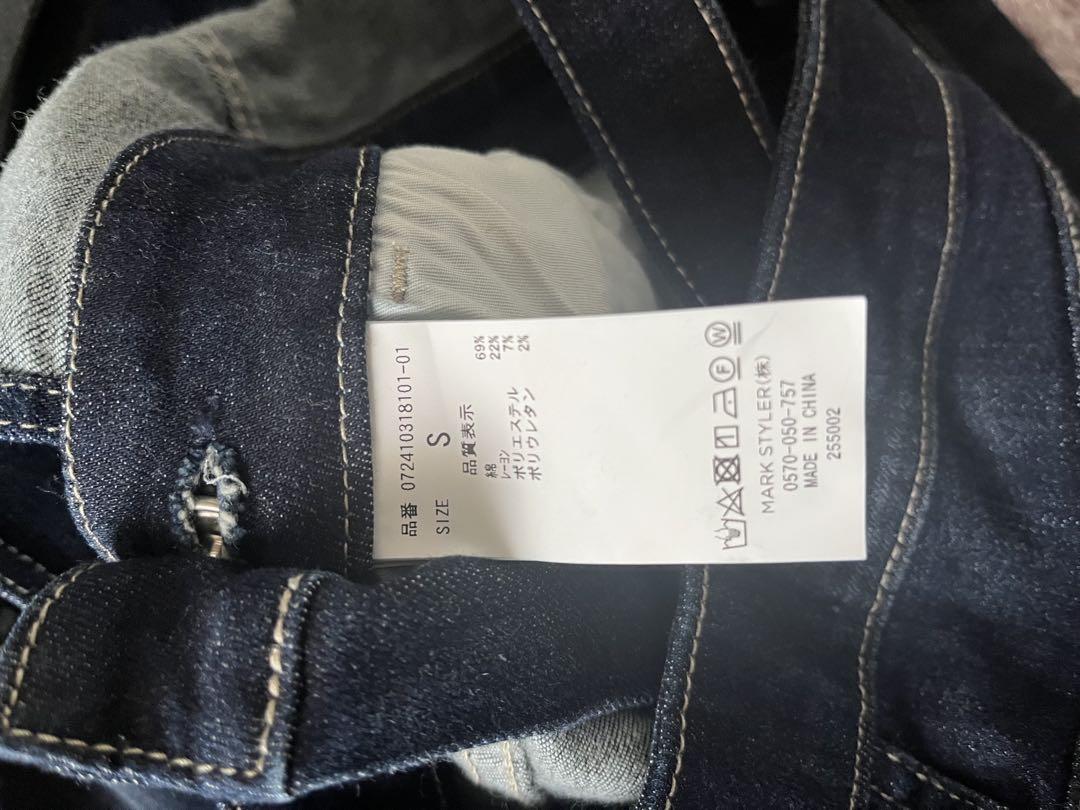 品番 072410318101-01
SIZE S
品質表示
綿 69%
レーヨン 22%
ポリエステル 7%
ポリウレタン 2%
F W
MARK STYLER(株)
0570-050-757
MADE IN CHINA
255002